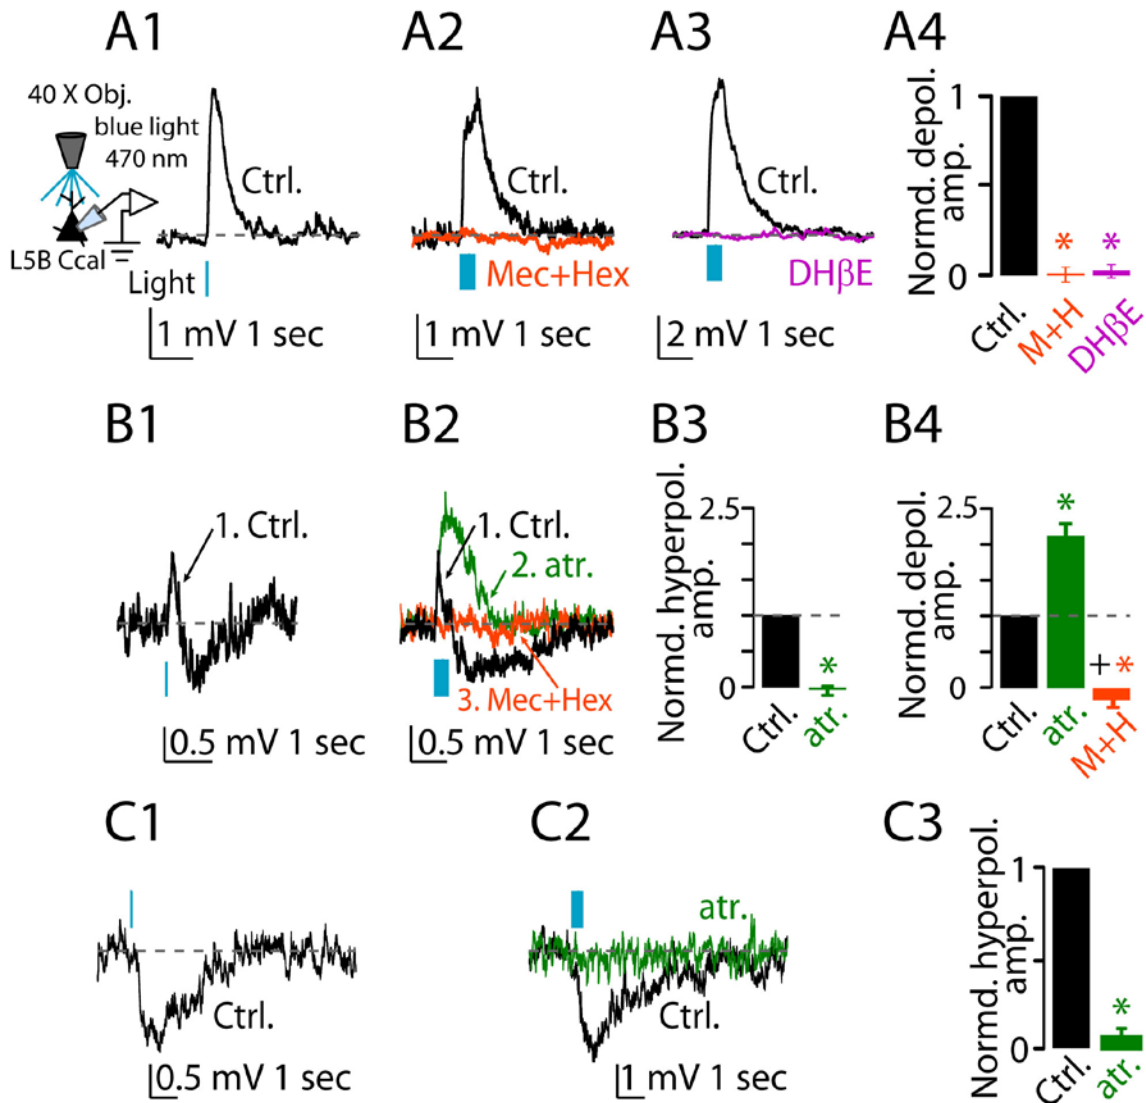 A1
A2
A3
A4
40 X Obj.
blue light
470 nm
L5B Ccal
Ctrl.
Light
1 mV 1 sec
Ctrl.
Mec+Hex
1 mV 1 sec
Ctrl.
DHβE
2 mV 1 sec
Normd. depol.
amp.
1
0
*
*
Ctrl.
M+H
DHβE
B1
B2
B3
B4
1. Ctrl.
0.5 mV 1 sec
1. Ctrl.
2. atr.
3. Mec+Hex
0.5 mV 1 sec
Normd. hyperpol.
amp.
2.5
0
*
Ctrl.
atr.
Normd. depol.
amp.
2.5
0
*
+ *
Ctrl.
atr.
M+H
C1
C2
C3
Ctrl.
0.5 mV 1 sec
atr.
Ctrl.
1 mV 1 sec
Normd. hyperpol.
amp.
1
0
*
Ctrl.
atr.